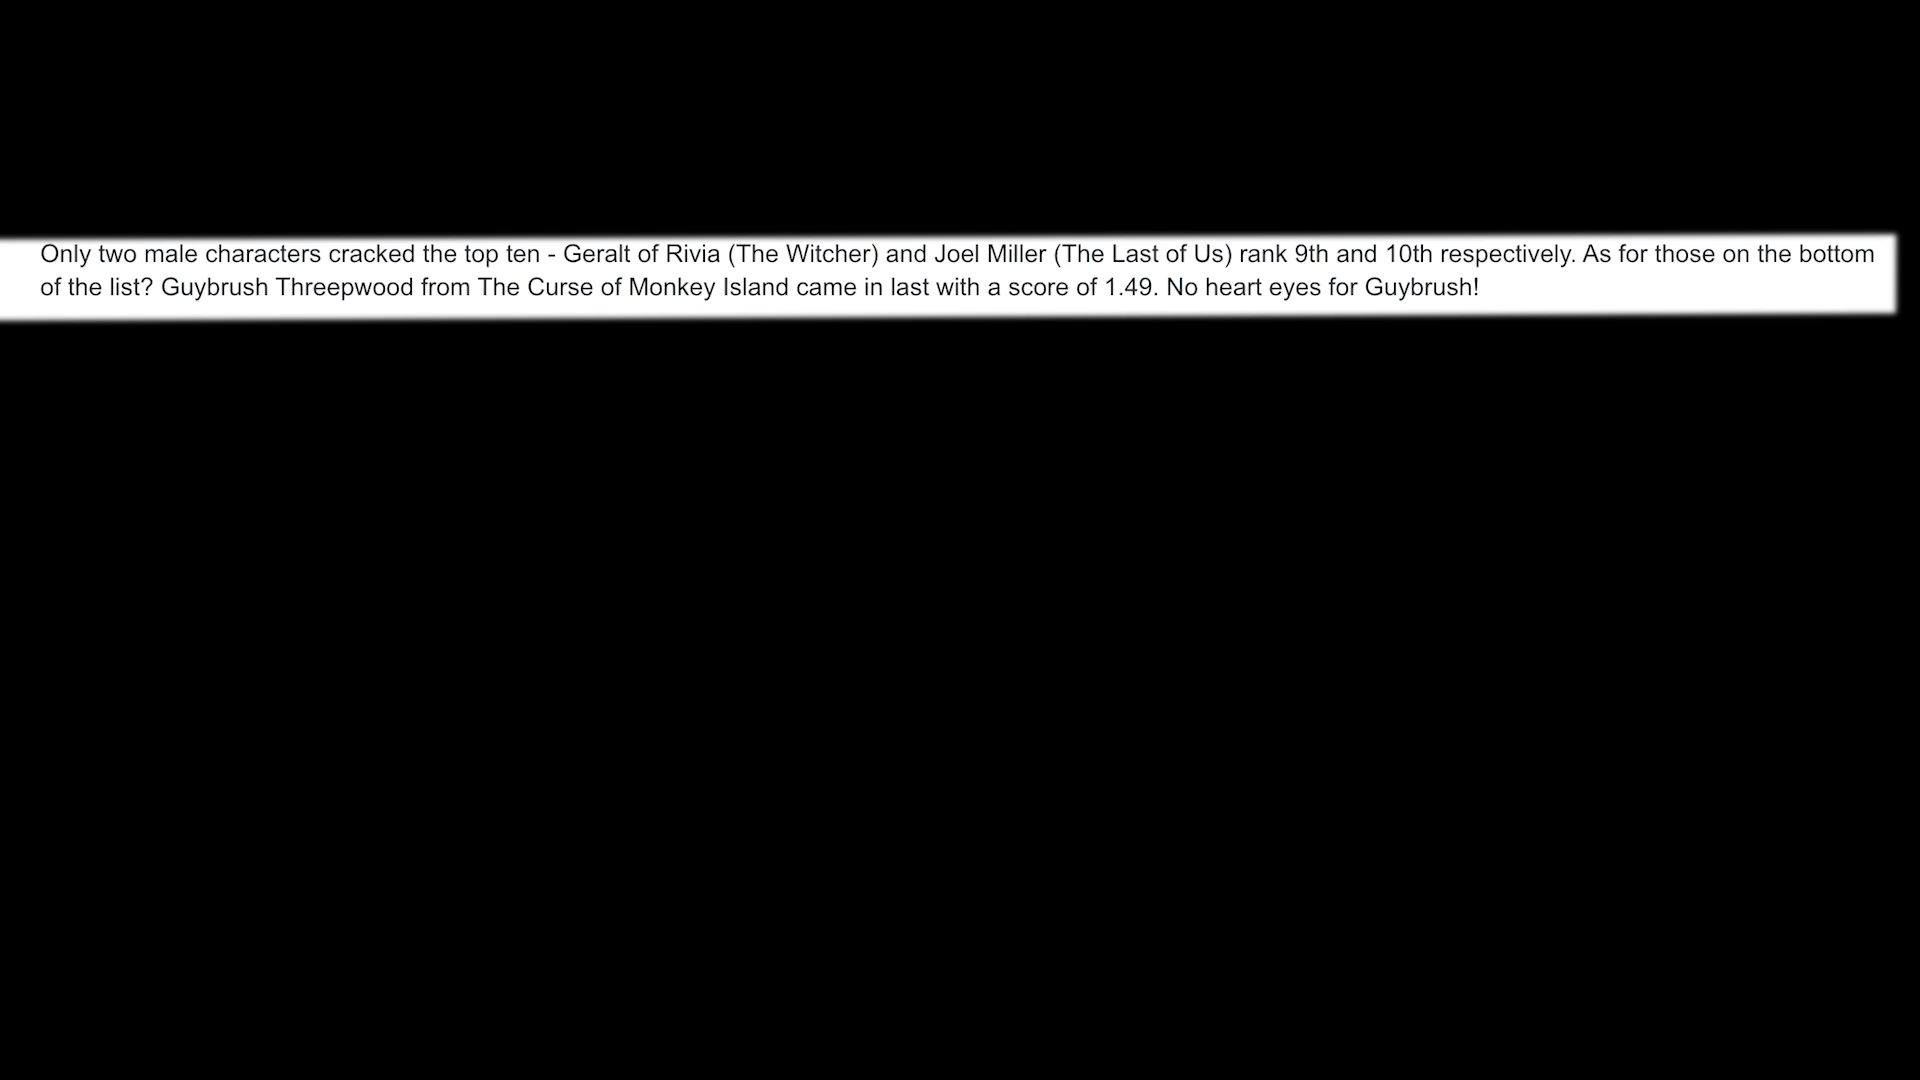 Only two male characters cracked the top ten - Geralt of Rivia (The Witcher) and Joel Miller (The Last of Us) rank 9th and 10th respectively. As for those on the bottom
of the list? Guybrush Threepwood from The Curse of Monkey Island came in last with a score of 1.49. No heart eyes for Guybrush!